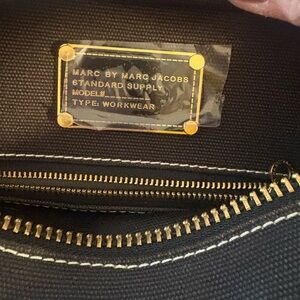 MARC BY MARC JACOBS
STANDARD SUPPLY
MODEL#
TYPE: WORKWEAR